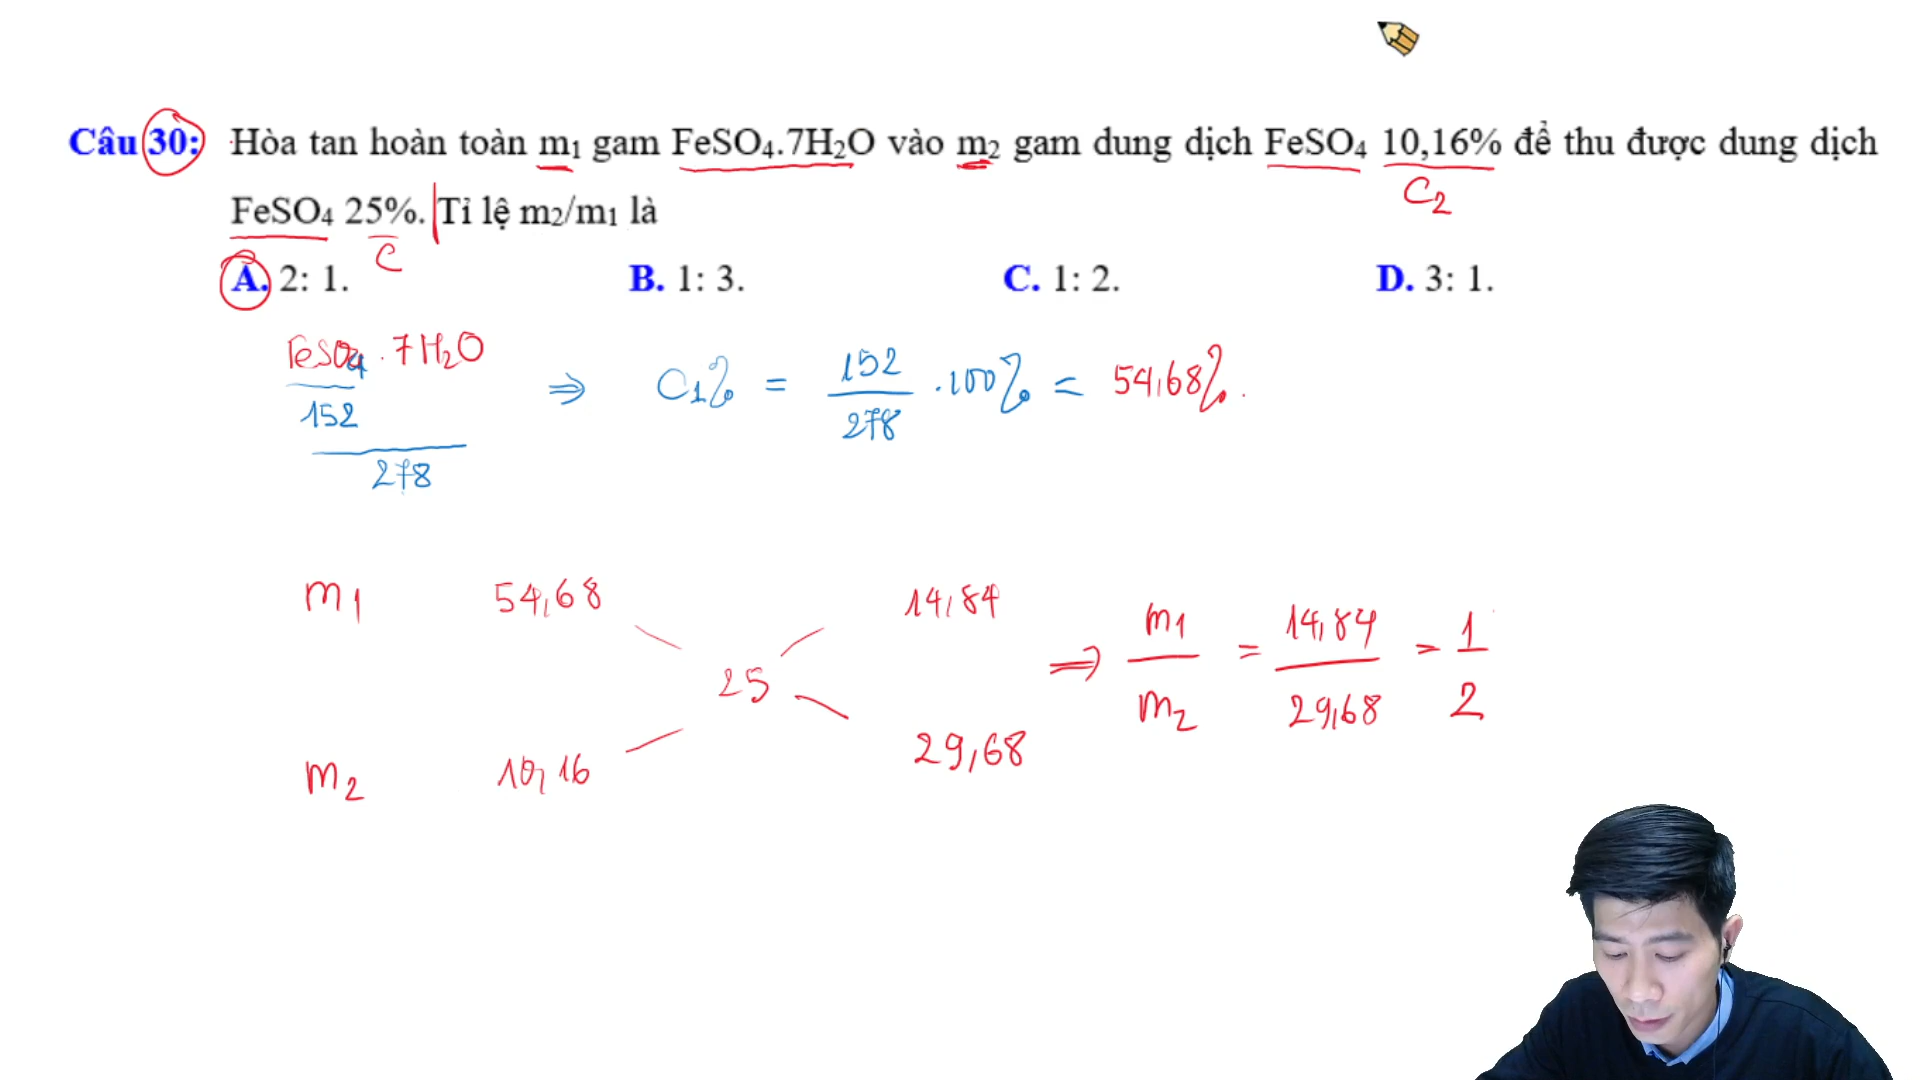 Câu 30: Hòa tan hoàn toàn m₁ gam FeSO₄.7H₂O vào m₂ gam dung dịch FeSO₄ 10,16% để thu được dung dịch
C₂
FeSO₄ 25%. Tỉ lệ m₂/m₁ là
C
A. 2: 1. B. 1: 3. C. 1: 2. D. 3: 1.
FeSO₄ . 7H₂O
152
278
⇒ C₁% = 152/278 .100% = 54,68%.
m₁ 54,68 14,84
25 ⇒ m₁/m₂ = 14,84/29,68 = 1/2
m₂ 10,16 29,68